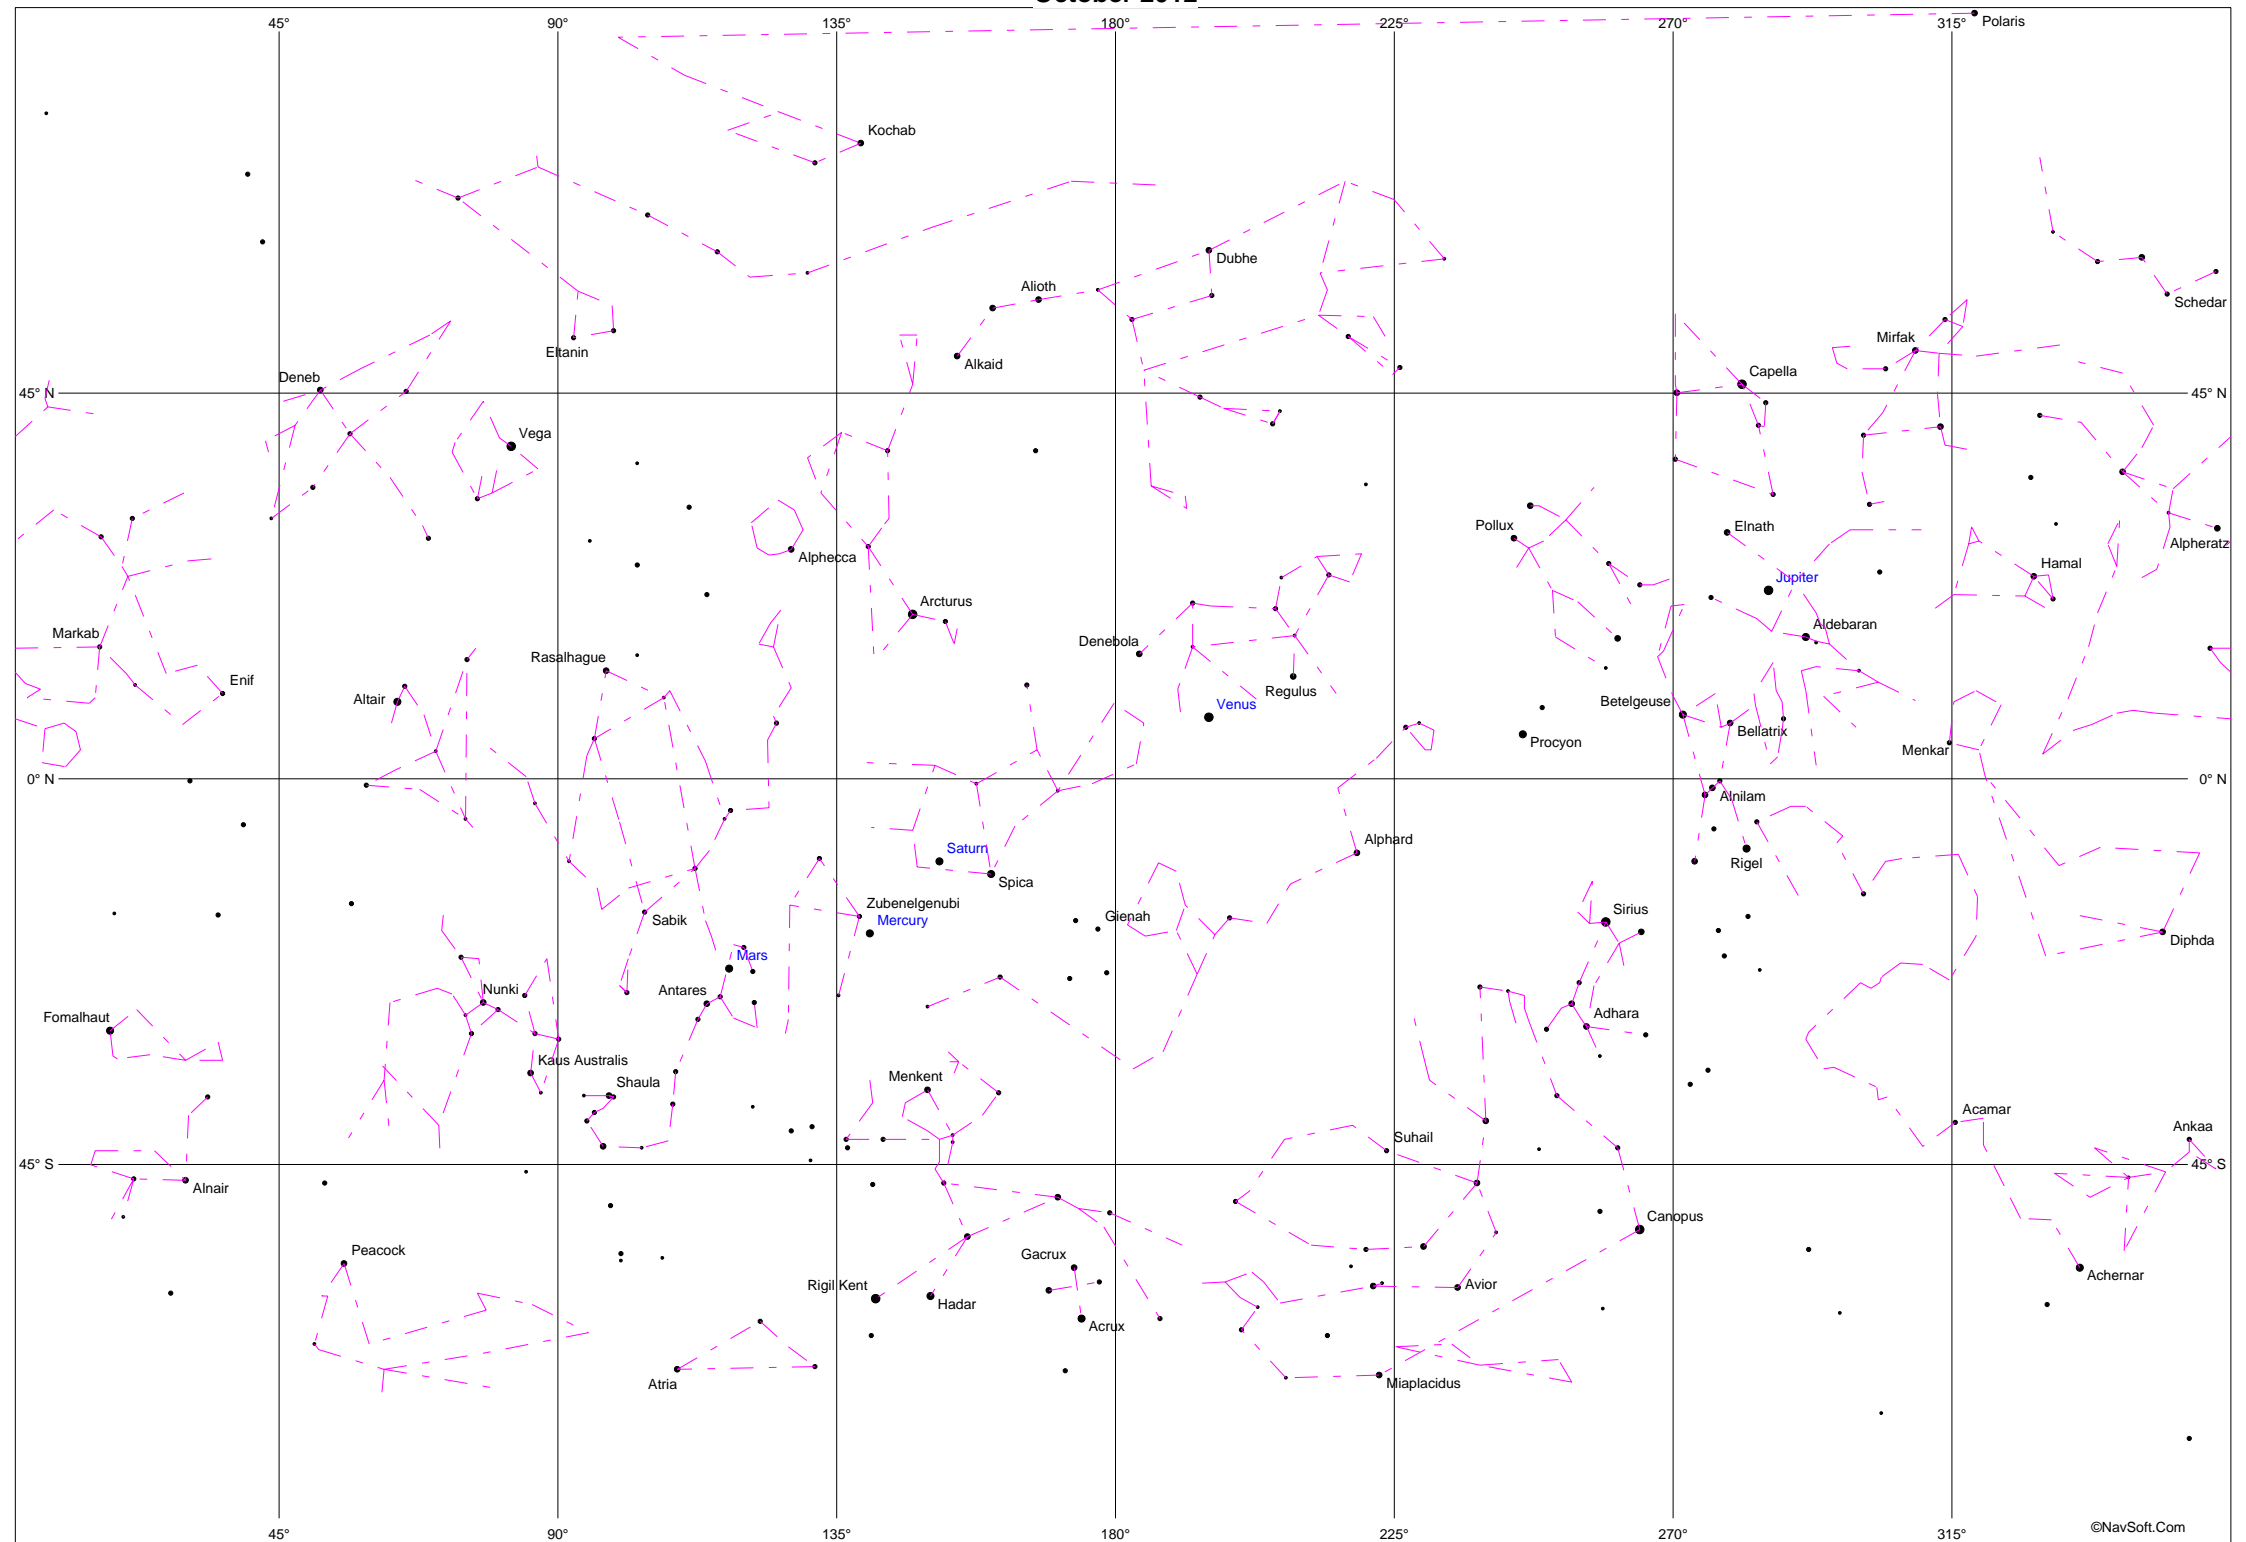 October 2012
45° 90° 135° 180° 225° 270° 315°
Polaris
Kochab
Dubhe
Alioth
Schedar
Mirfak
Eltanin
Alkaid
Capella
Deneb
45° N 45° N
Vega
Pollux
Elnath
Alpheratz
Alphecca
Hamal
Jupiter
Arcturus
Aldebaran
Markab
Denebola
Rasalhague
Enif
Regulus
Altair
Venus
Betelgeuse
Bellatrix
Procyon
Menkar
0° N 0° N
Alnilam
Alphard
Saturn
Rigel
Spica
Zubenelgenubi
Sirius
Sabik
Mercury
Gienah
Diphda
Mars
Nunki
Antares
Fomalhaut
Adhara
Kaus Australis
Menkent
Shaula
Acamar
Suhail
Ankaa
45° S 45° S
Alnair
Canopus
Peacock
Gacrux
Achernar
Rigil Kent
Avior
Hadar
Acrux
Atria
Miaplacidus
©NavSoft.Com
45° 90° 135° 180° 225° 270° 315°